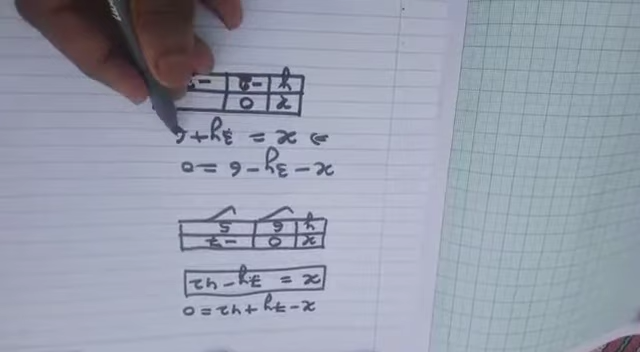 x-7y+42=0
x = 7y-42
x 0 -7
y 6 5
x-3y-6=0
⇒ x = 3y+6
x 0
y -2